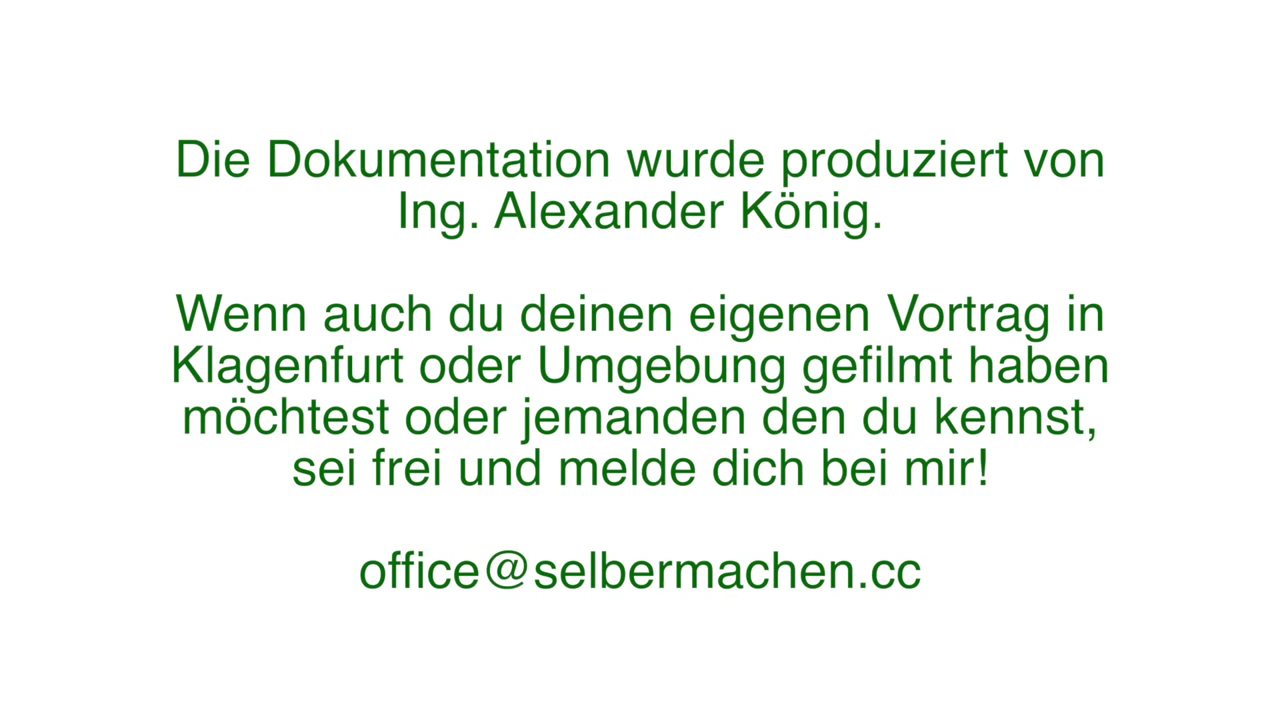 Die Dokumentation wurde produziert von
Ing. Alexander König.
Wenn auch du deinen eigenen Vortrag in
Klagenfurt oder Umgebung gefilmt haben
möchtest oder jemanden den du kennst,
sei frei und melde dich bei mir!
office@selbermachen.cc